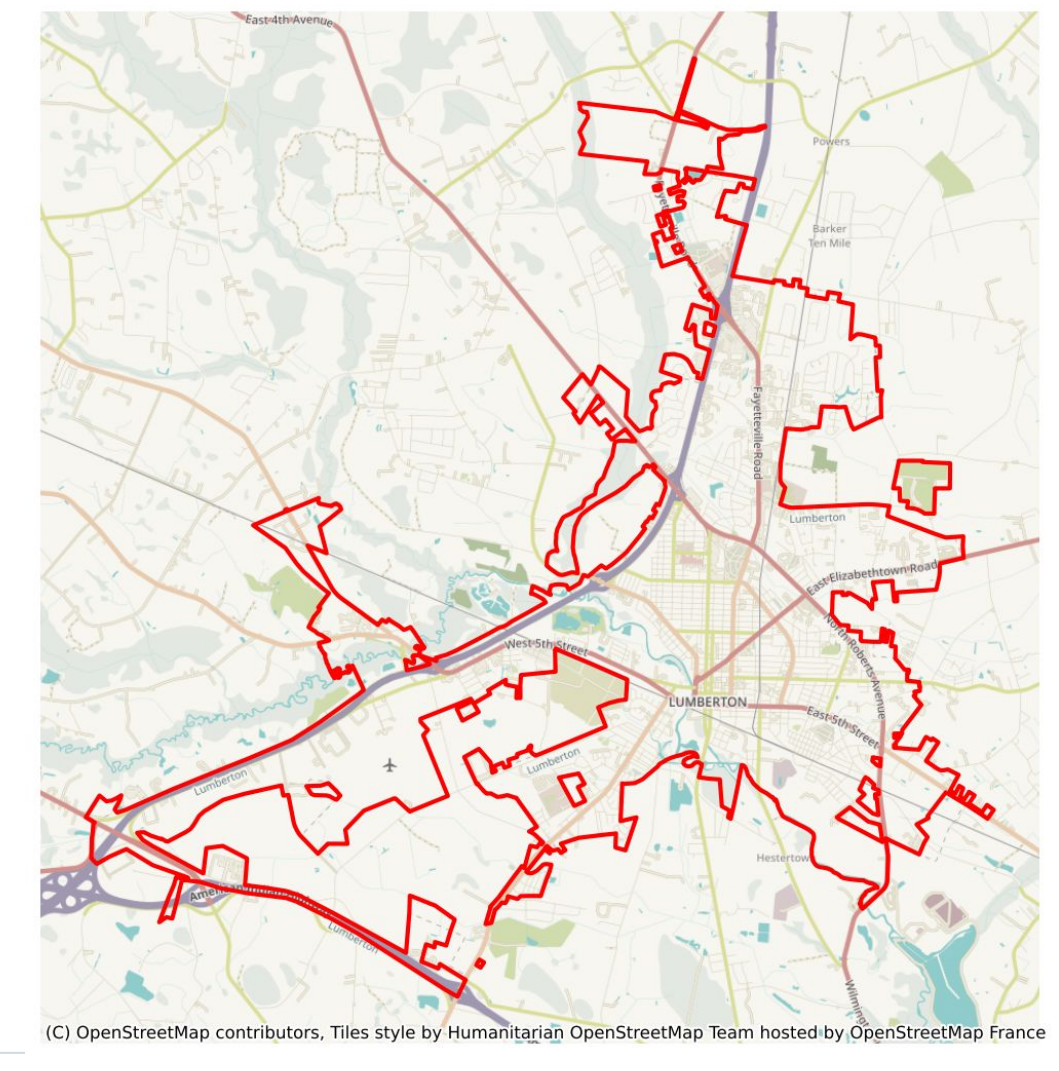 East 4th Avenue
Powers
Barker
Ten Mile
Fayetteville Road
Lumberton
East Elizabethtown Road
North Roberts Avenue
West 5th Street
LUMBERTON
East 5th Street
Lumberton
Lumberton
Hestertow
Lumberton
Wilming
(C) OpenStreetMap contributors, Tiles style by Humanitarian OpenStreetMap Team hosted by OpenStreetMap France